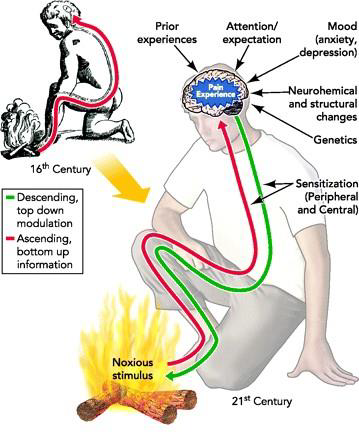 Prior
experiences
Attention/
expectation
Mood
(anxiety,
depression)
Pain
Experience
Neurohemical
and structural
changes
Genetics
16th Century
Sensitization
(Peripheral
and Central)
Descending,
top down
modulation
Ascending,
bottom up
information
Noxious
stimulus
21st Century